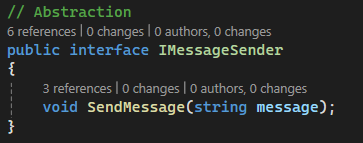 // Abstraction
6 references | 0 changes | 0 authors, 0 changes
public interface IMessageSender
{
3 references | 0 changes | 0 authors, 0 changes
void SendMessage(string message);
}